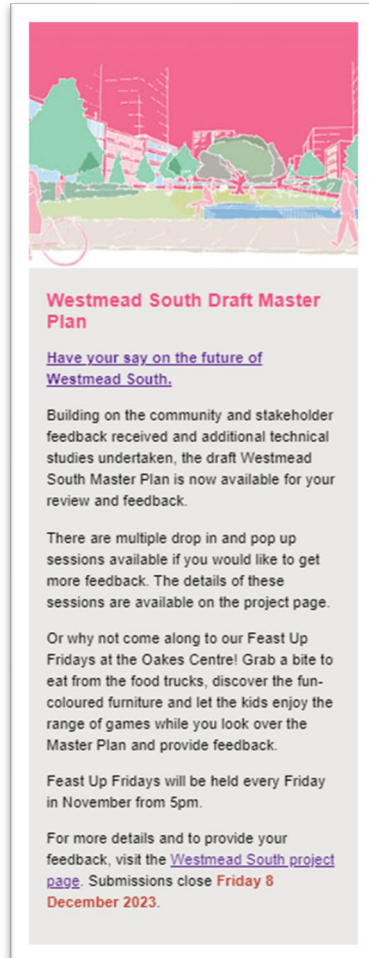 Westmead South Draft Master
Plan
Have your say on the future of
Westmead South.
Building on the community and stakeholder
feedback received and additional technical
studies undertaken, the draft Westmead
South Master Plan is now available for your
review and feedback.
There are multiple drop in and pop up
sessions available if you would like to get
more feedback. The details of these
sessions are available on the project page.
Or why not come along to our Feast Up
Fridays at the Oakes Centre! Grab a bite to
eat from the food trucks, discover the fun-
coloured furniture and let the kids enjoy the
range of games while you look over the
Master Plan and provide feedback.
Feast Up Fridays will be held every Friday
in November from 5pm.
For more details and to provide your
feedback, visit the Westmead South project
page. Submissions close Friday 8
December 2023.